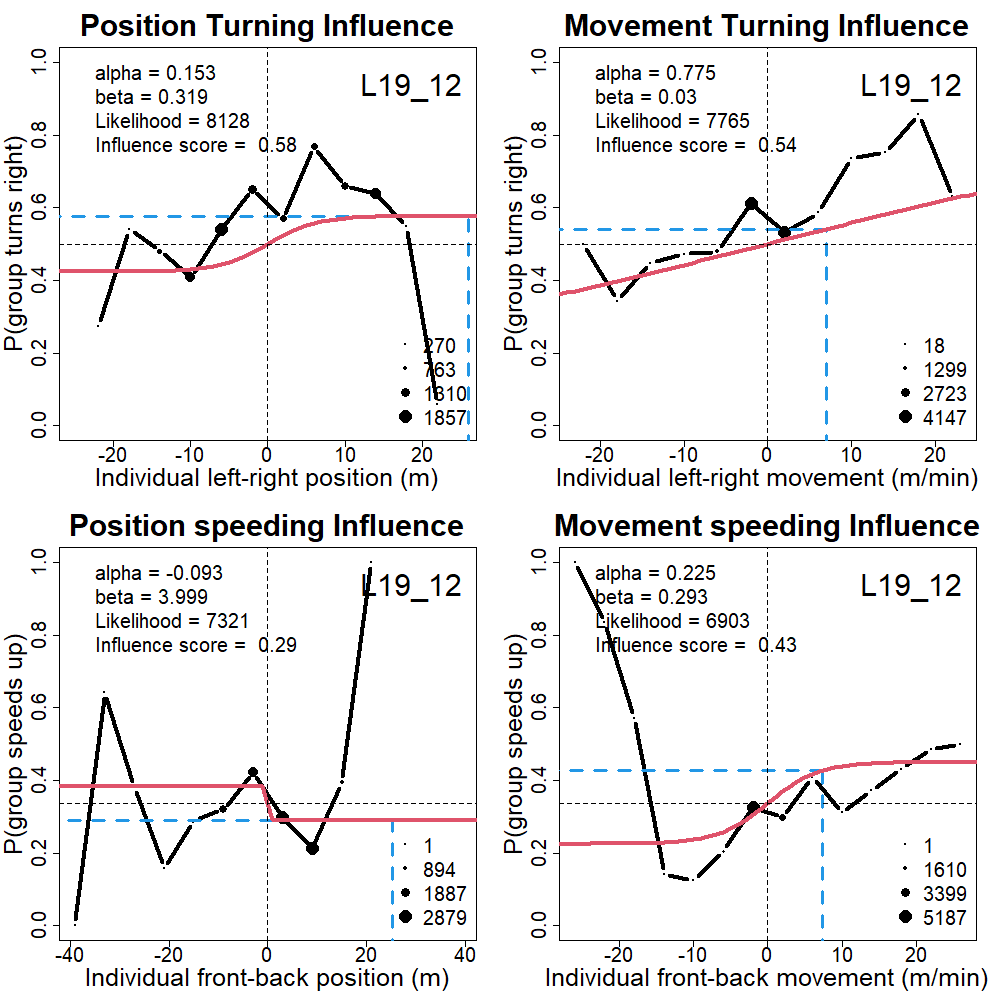 Position Turning Influence
P(group turns right)
1.0
0.8
0.6
0.4
0.2
0.0
alpha = 0.153
beta = 0.319
Likelihood = 8128
Influence score = 0.58
L19_12
270
763
1310
1857
-20 -10 0 10 20
Individual left-right position (m)
Movement Turning Influence
P(group turns right)
1.0
0.8
0.6
0.4
0.2
0.0
alpha = 0.775
beta = 0.03
Likelihood = 7765
Influence score = 0.54
L19_12
18
1299
2723
4147
-20 -10 0 10 20
Individual left-right movement (m/min)
Position speeding Influence
P(group speeds up)
1.0
0.8
0.6
0.4
0.2
0.0
alpha = -0.093
beta = 3.999
Likelihood = 7321
Influence score = 0.29
L19_12
1
894
1887
2879
-40 -20 0 20 40
Individual front-back position (m)
Movement speeding Influence
P(group speeds up)
1.0
0.8
0.6
0.4
0.2
0.0
alpha = 0.225
beta = 0.293
Likelihood = 6903
Influence score = 0.43
L19_12
1
1610
3399
5187
-20 -10 0 10 20
Individual front-back movement (m/min)